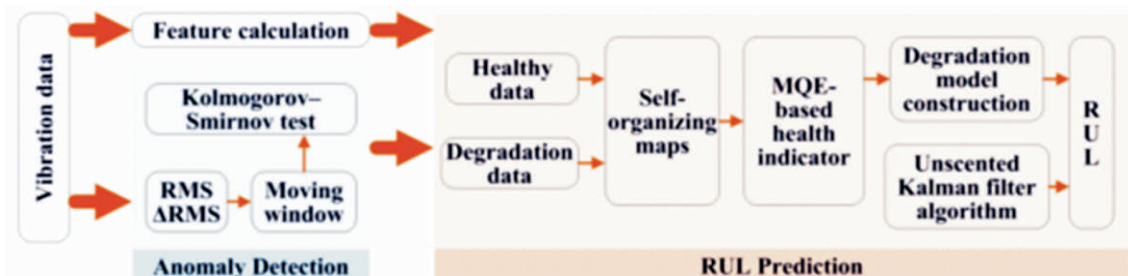 Vibration data
Feature calculation
Kolmogorov–
Smirnov test
RMS
ΔRMS
Moving
window
Anomaly Detection
Healthy
data
Degradation
data
Self-
organizing
maps
MQE-
based
health
indicator
Degradation
model
construction
Unscented
Kalman filter
algorithm
R
U
L
RUL Prediction